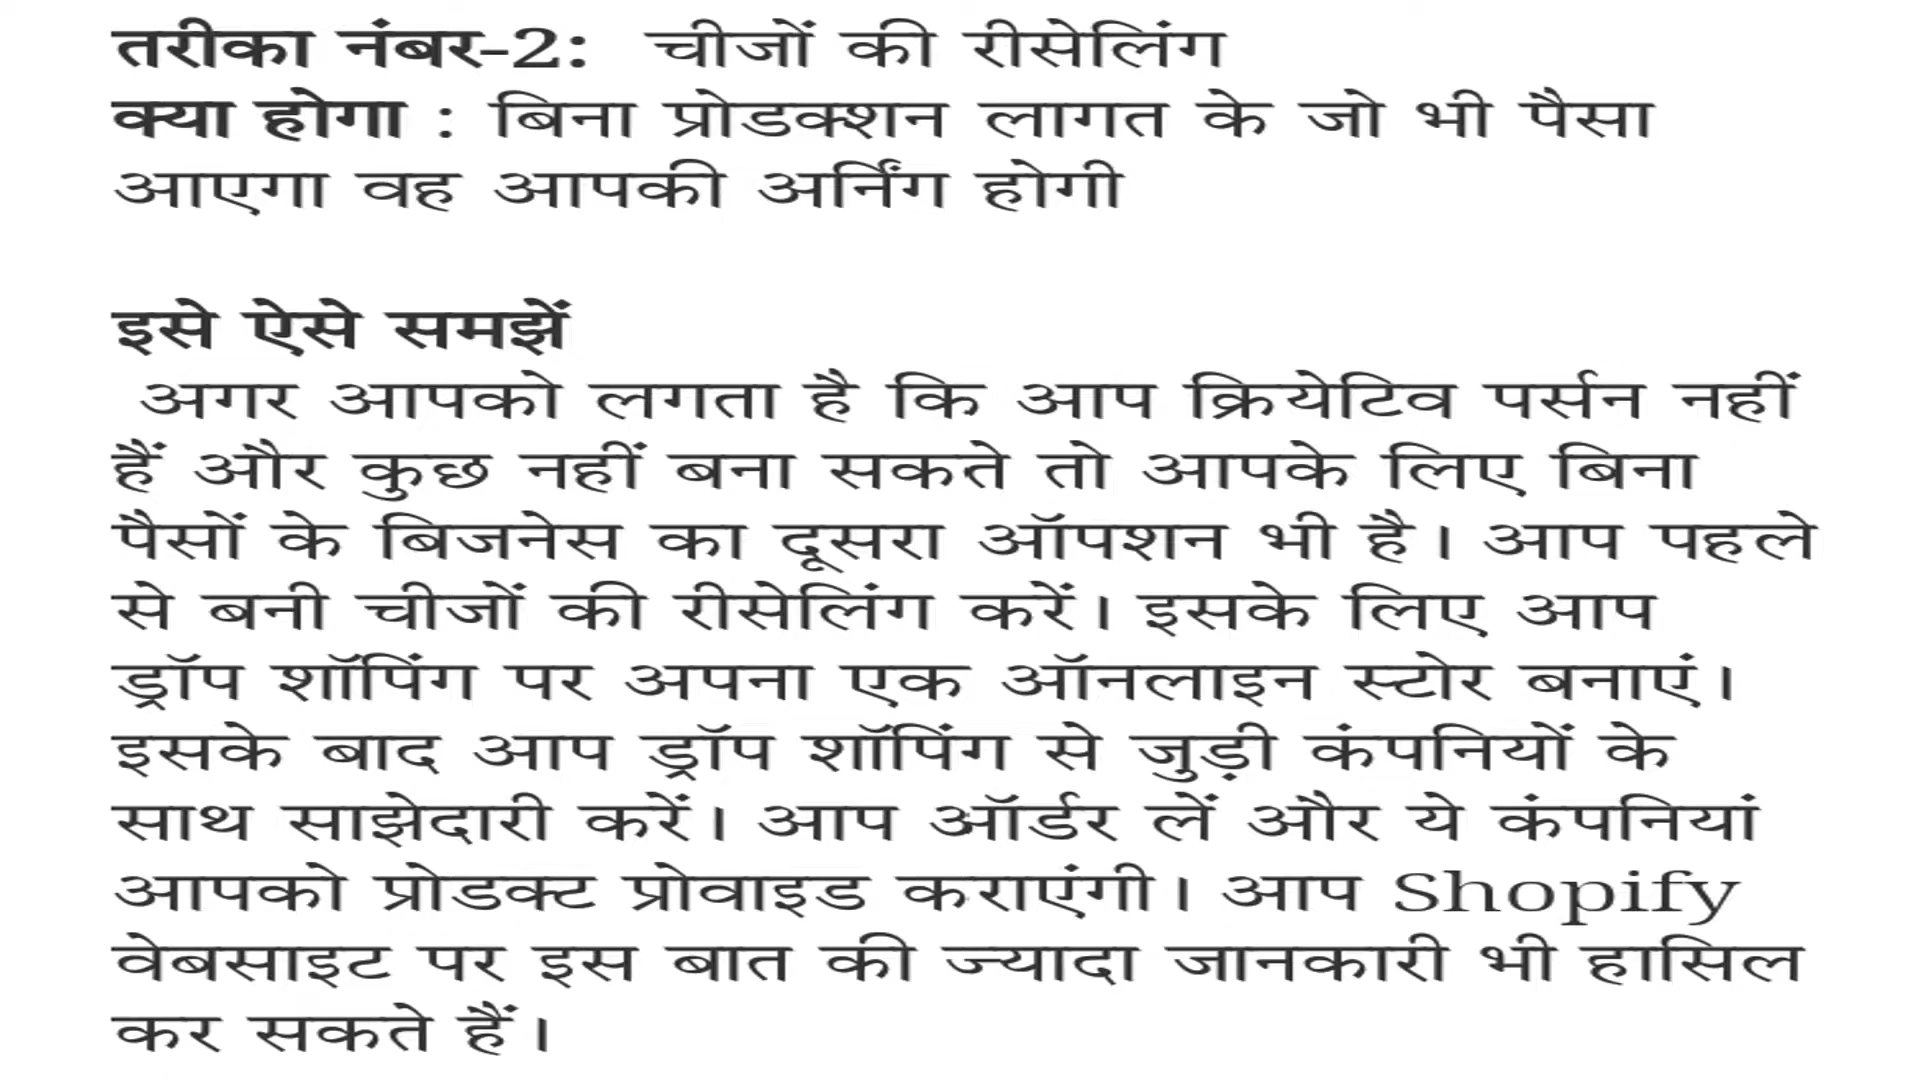 तरीका नंबर-2: चीजों की रीसेलिंग
क्या होगा : बिना प्रोडक्शन लागत के जो भी पैसा
आएगा वह आपकी अर्निंग होगी
इसे ऐसे समझें
अगर आपको लगता है कि आप क्रियेटिव पर्सन नहीं
हैं और कुछ नहीं बना सकते तो आपके लिए बिना
पैसों के बिजनेस का दूसरा ऑपशन भी है। आप पहले
से बनी चीजों की रीसेलिंग करें। इसके लिए आप
ड्रॉप शॉपिंग पर अपना एक ऑनलाइन स्टोर बनाएं।
इसके बाद आप ड्रॉप शॉपिंग से जुड़ी कंपनियों के
साथ साझेदारी करें। आप ऑर्डर लें और ये कंपनियां
आपको प्रोडक्ट प्रोवाइड कराएंगी। आप Shopify
वेबसाइट पर इस बात की ज्यादा जानकारी भी हासिल
कर सकते हैं।